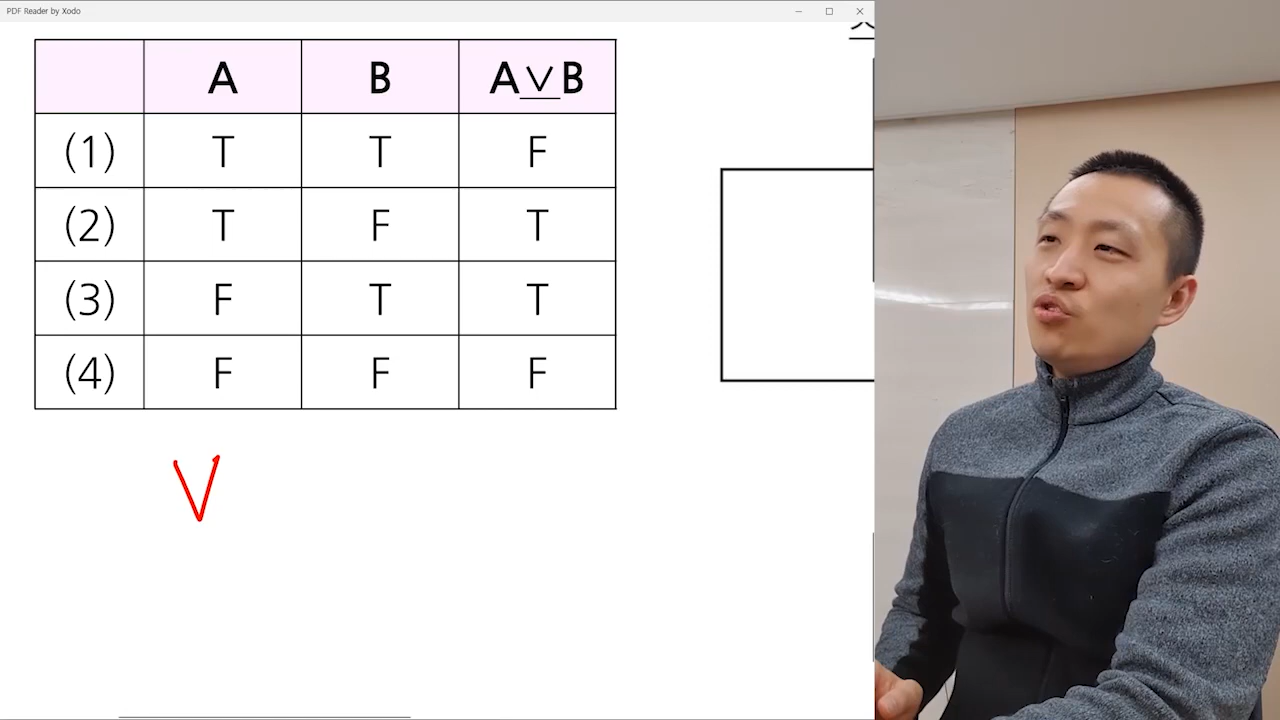 PDF Reader by Xodo
A B A⊻B
(1) T T F
(2) T F T
(3) F T T
(4) F F F
V